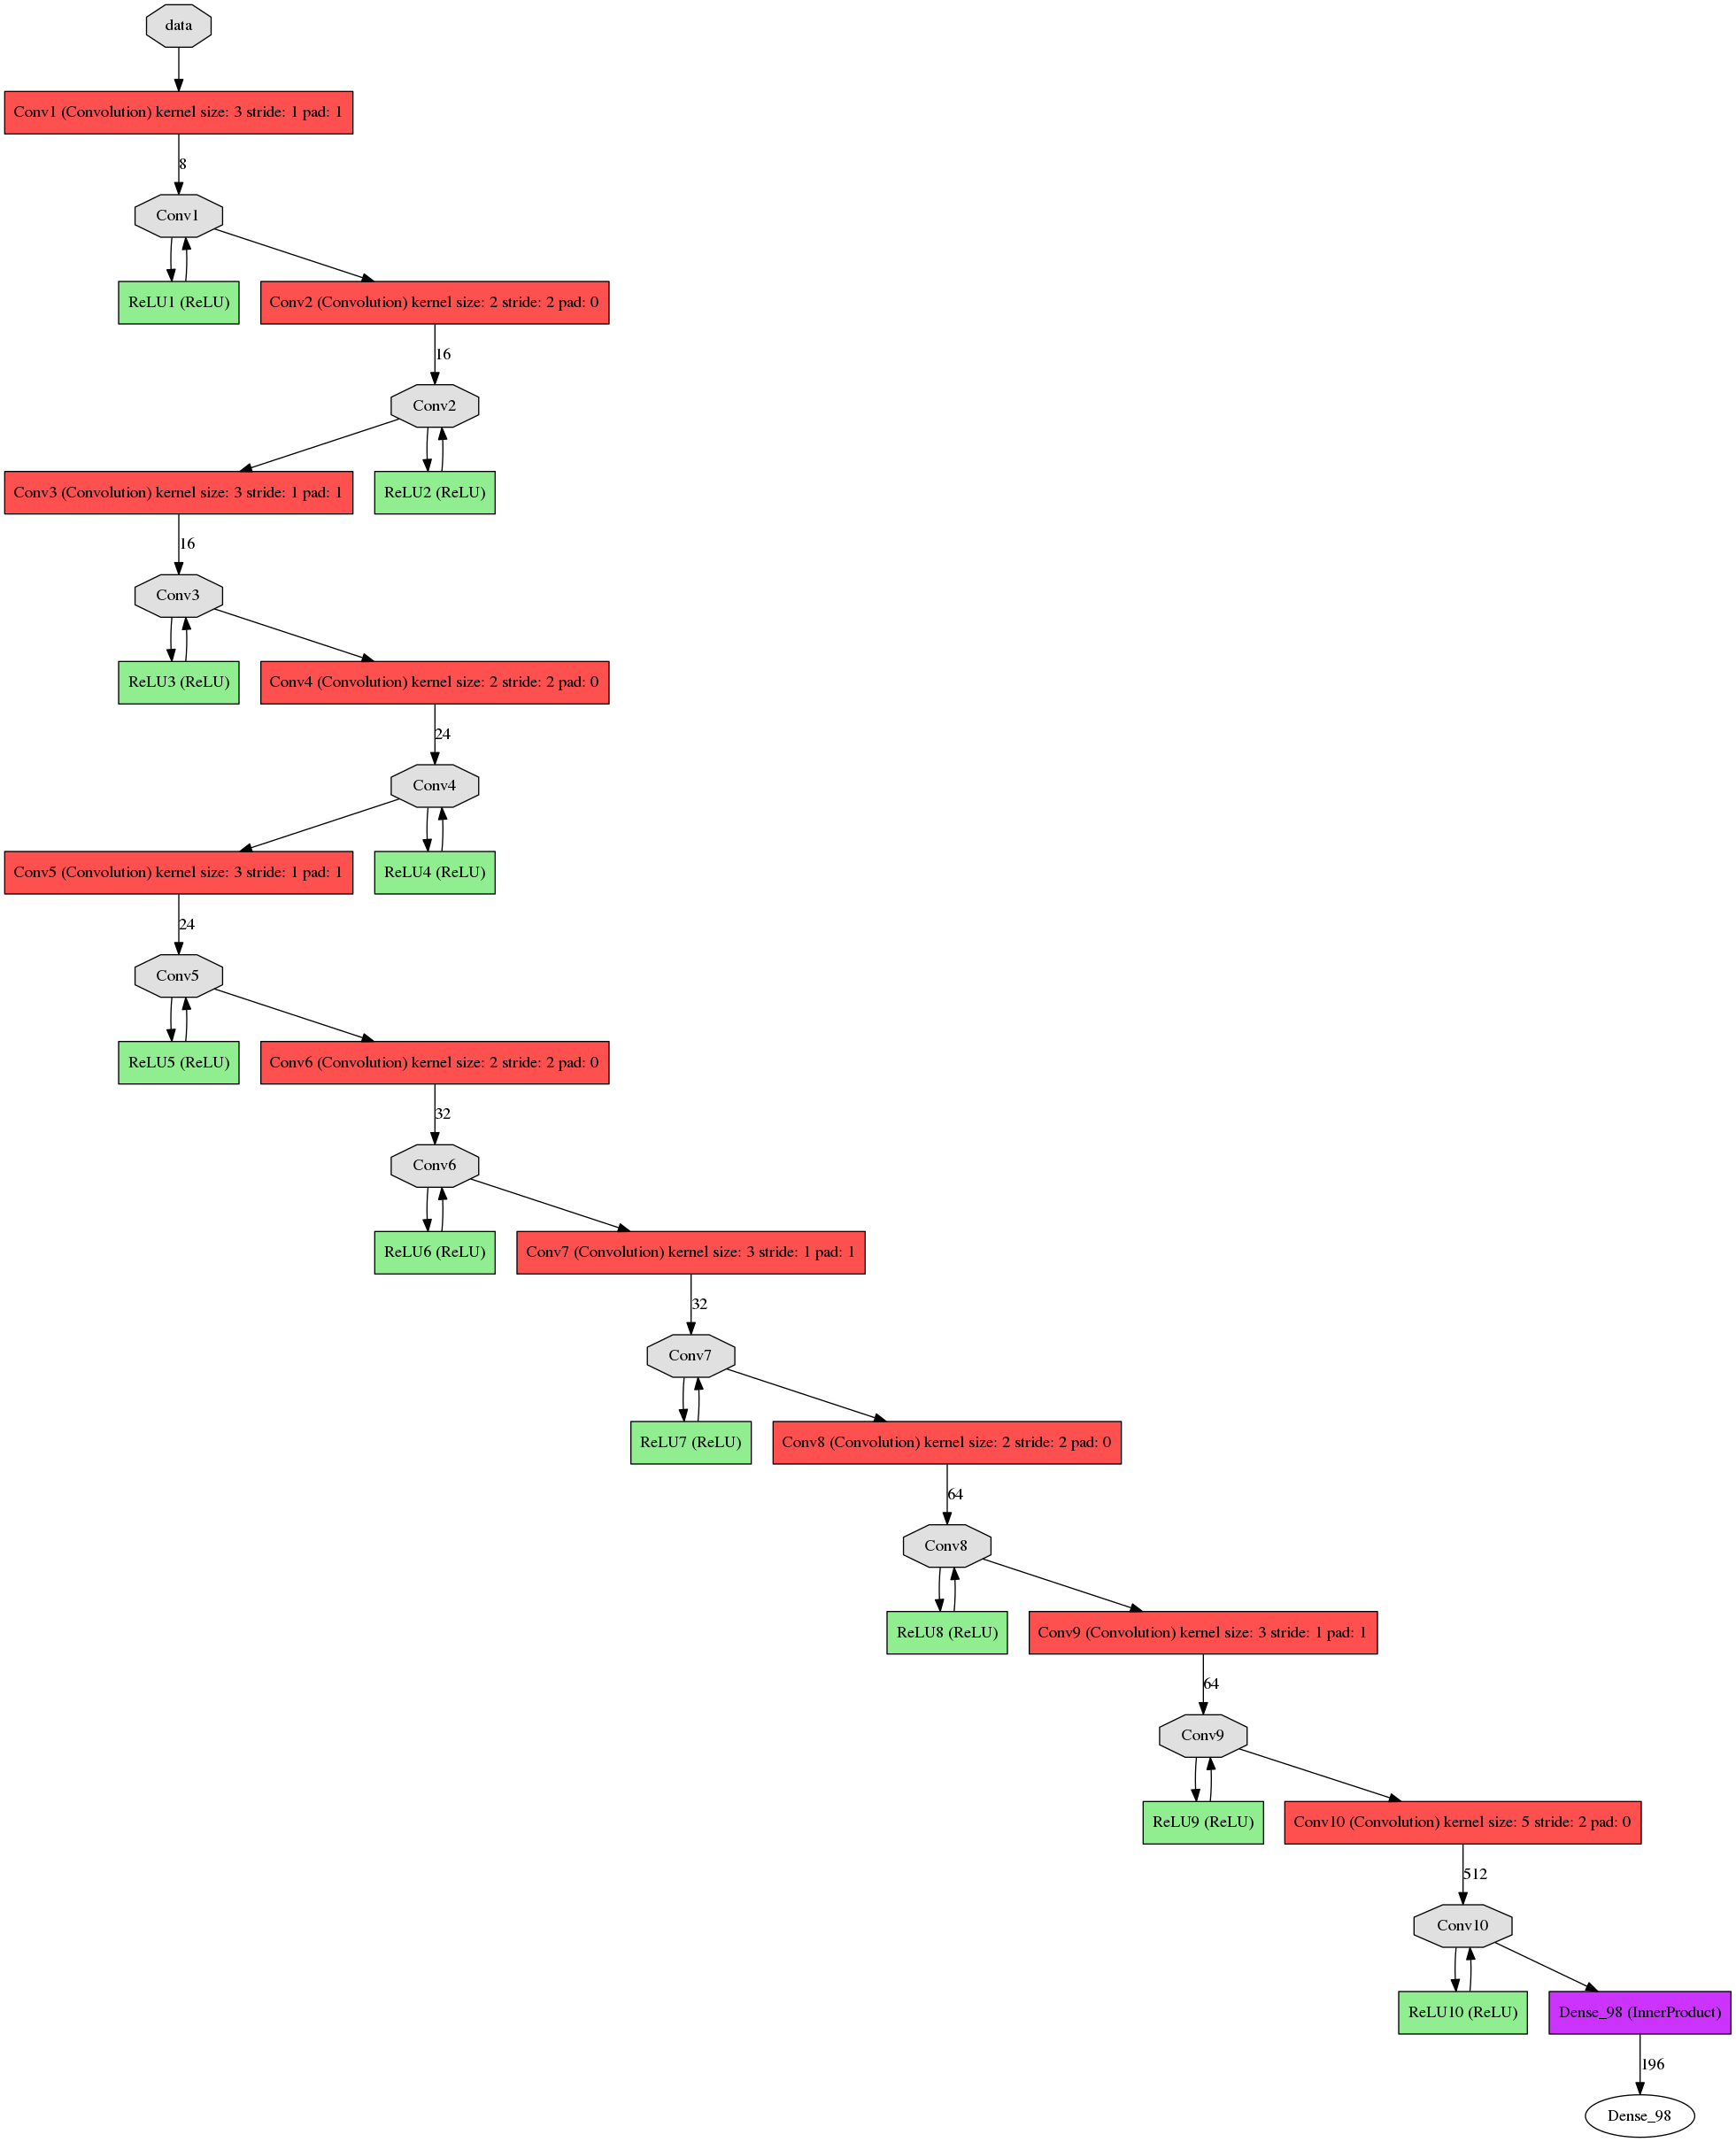 data
Conv1 (Convolution) kernel size: 3 stride: 1 pad: 1
8
Conv1
ReLU1 (ReLU)
Conv2 (Convolution) kernel size: 2 stride: 2 pad: 0
16
Conv2
Conv3 (Convolution) kernel size: 3 stride: 1 pad: 1
ReLU2 (ReLU)
16
Conv3
ReLU3 (ReLU)
Conv4 (Convolution) kernel size: 2 stride: 2 pad: 0
24
Conv4
Conv5 (Convolution) kernel size: 3 stride: 1 pad: 1
ReLU4 (ReLU)
24
Conv5
ReLU5 (ReLU)
Conv6 (Convolution) kernel size: 2 stride: 2 pad: 0
32
Conv6
ReLU6 (ReLU)
Conv7 (Convolution) kernel size: 3 stride: 1 pad: 1
32
Conv7
ReLU7 (ReLU)
Conv8 (Convolution) kernel size: 2 stride: 2 pad: 0
64
Conv8
ReLU8 (ReLU)
Conv9 (Convolution) kernel size: 3 stride: 1 pad: 1
64
Conv9
ReLU9 (ReLU)
Conv10 (Convolution) kernel size: 5 stride: 2 pad: 0
512
Conv10
ReLU10 (ReLU)
Dense_98 (InnerProduct)
196
Dense_98